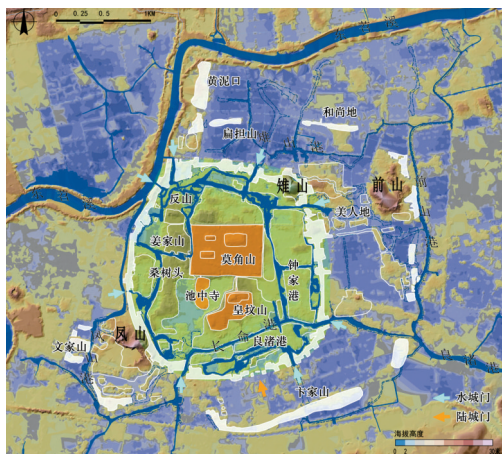 0 0.25 0.5 1KM
黄泥口
和尚地
扁担山
反山
雉山
前山
美人地
姜家山
莫角山
桑树头
钟家港
池中寺
皇坟山
文家山
凤山
良渚港
卞家山
水城门
陆城门
海拔高度
0